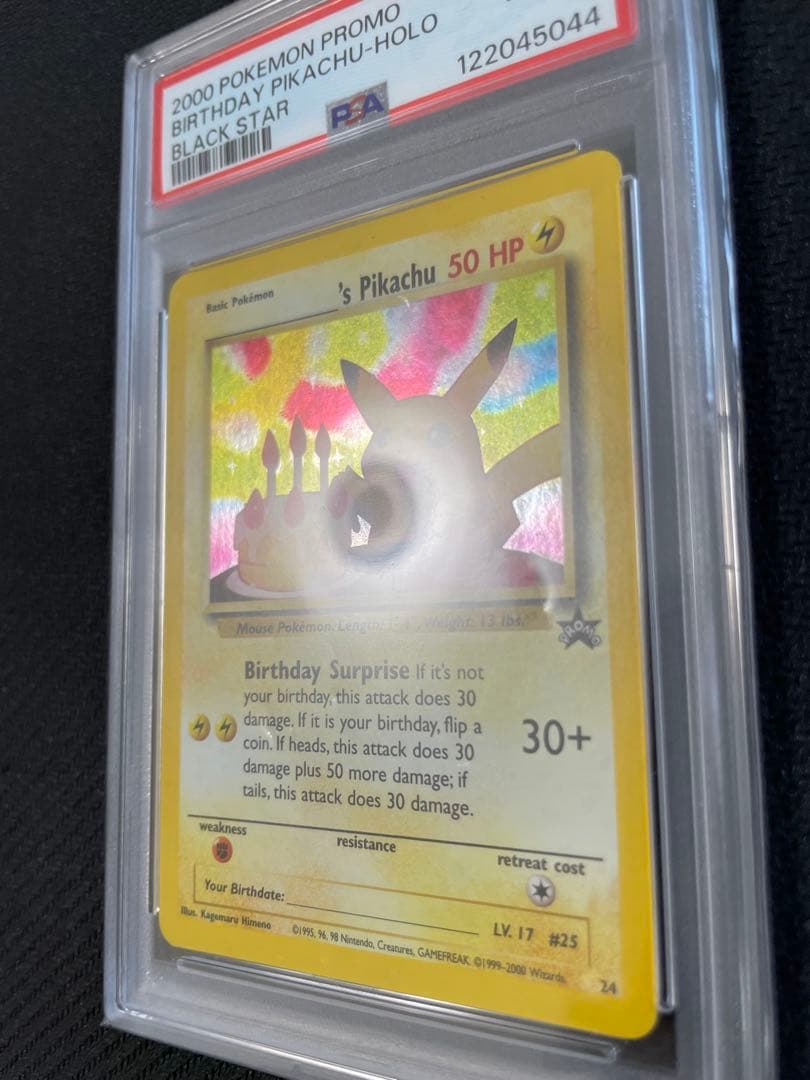 2000 POKEMON PROMO
BIRTHDAY PIKACHU-HOLO
BLACK STAR
122045044
PSA
Basic Pokémon
's Pikachu 50 HP
Mouse Pokémon. Length: Weight: 13 lbs.
PROMO
Birthday Surprise If it's not
your birthday, this attack does 30
damage. If it is your birthday, flip a
coin. If heads, this attack does 30
damage plus 50 more damage; if
tails, this attack does 30 damage.
30+
weakness
resistance
retreat cost
Your Birthdate:
LV. 17 #25
Illus. Kagemaru Himeno
©1995, 96, 98 Nintendo, Creatures, GAMEFREAK. ©1999-2000 Wizards.
24